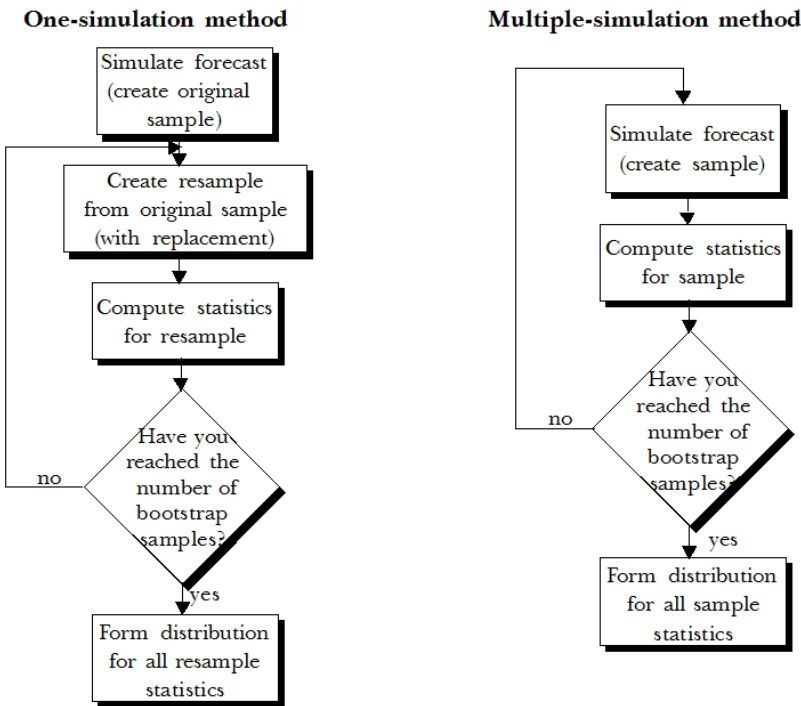 One-simulation method
Simulate forecast
(create original
sample)
Create resample
from original sample
(with replacement)
Compute statistics
for resample
Have you
reached the
number of
bootstrap
samples?
no
yes
Form distribution
for all resample
statistics
Multiple-simulation method
Simulate forecast
(create sample)
Compute statistics
for sample
Have you
reached the
number of
bootstrap
samples?
no
yes
Form distribution
for all sample
statistics